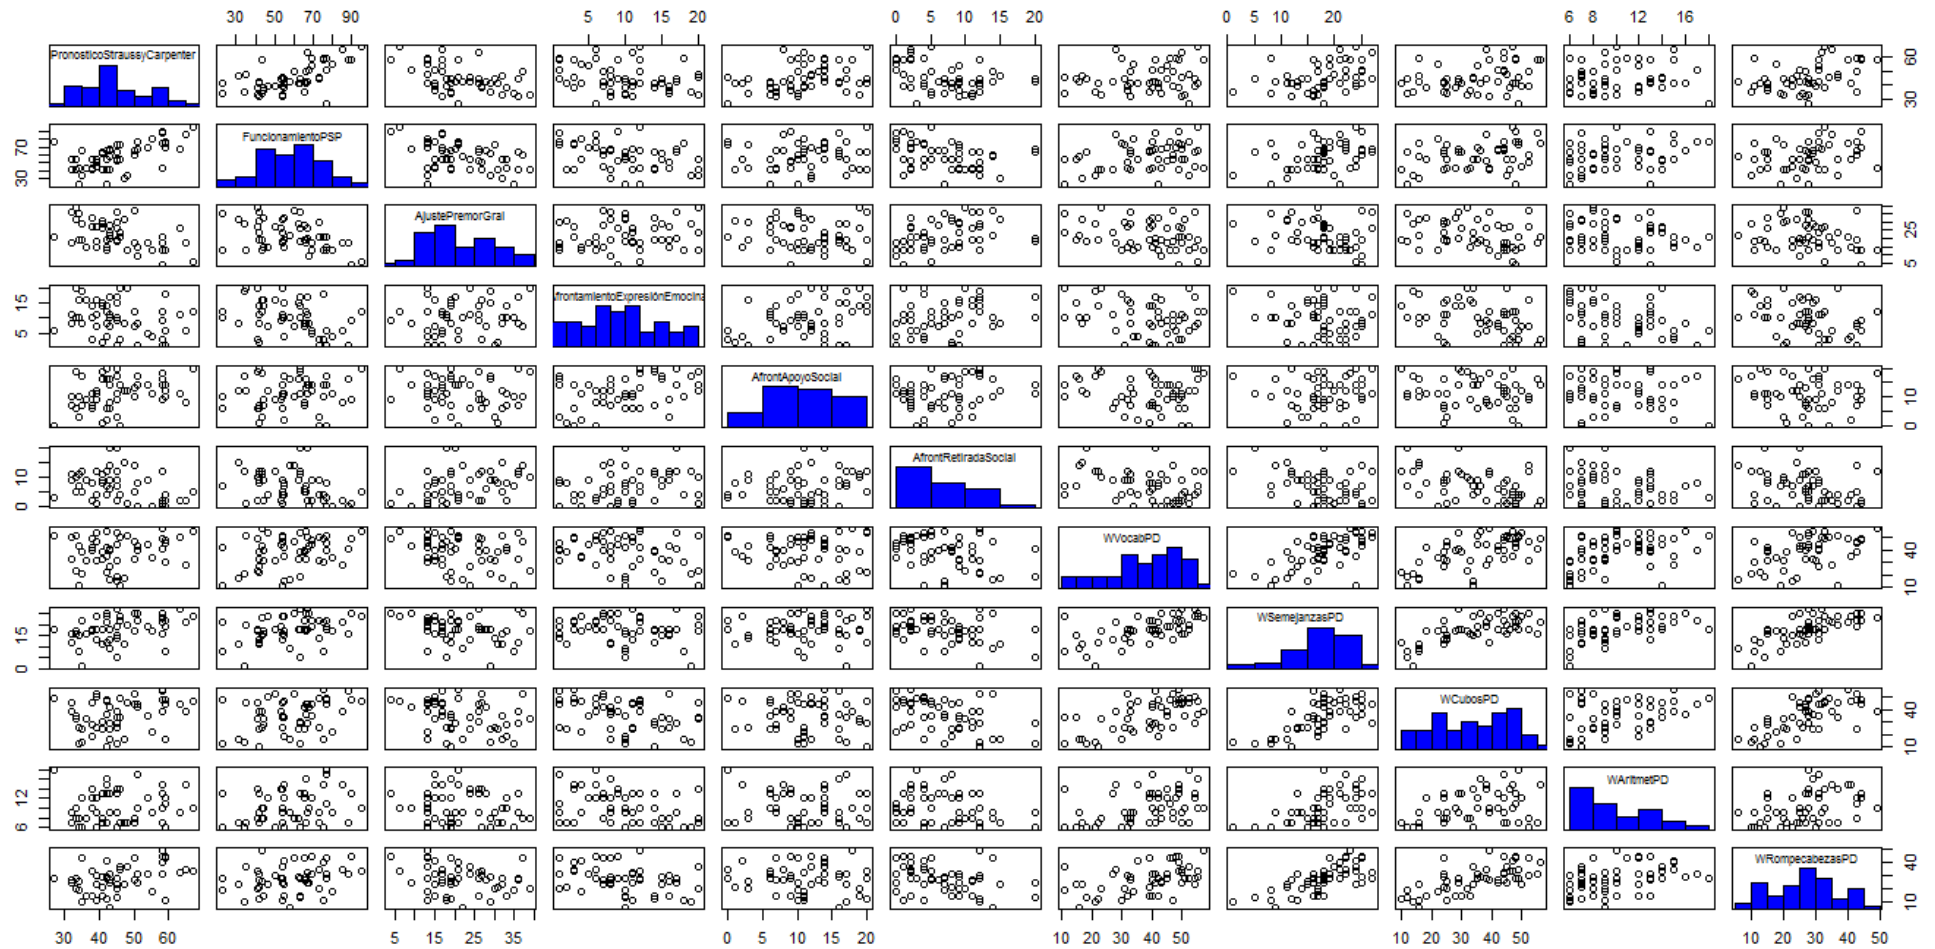 30 50 70 90 5 10 15 20 0 5 10 15 20 0 5 10 20 6 8 12 16
PronosticoStraussyCarpenter
30 60
FuncionamientoPSP
30 70
AjustePremorGral
5 25
frontamientoExpresiónEmocina
5 15
AfrontApoyoSocial
0 10
AfrontRetiradaSocial
0 10
WVocabPD
10 40
WSemejanzasPD
0 15
WCubosPD
10 40
WAritmetPD
6 12
WRompecabezasPD
10 40
30 40 50 60 5 15 25 35 0 5 10 15 20 10 20 30 40 50 10 20 30 40 50 10 20 30 40 50